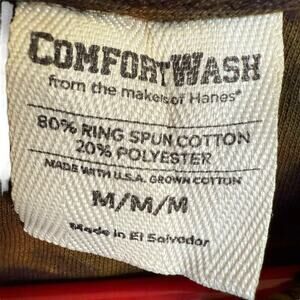 COMFORTWASH
from the makers of Hanes®
80% RING SPUN COTTON
20% POLYESTER
MADE WITH U.S.A. GROWN COTTON
M/M/M
Made in El Salvador